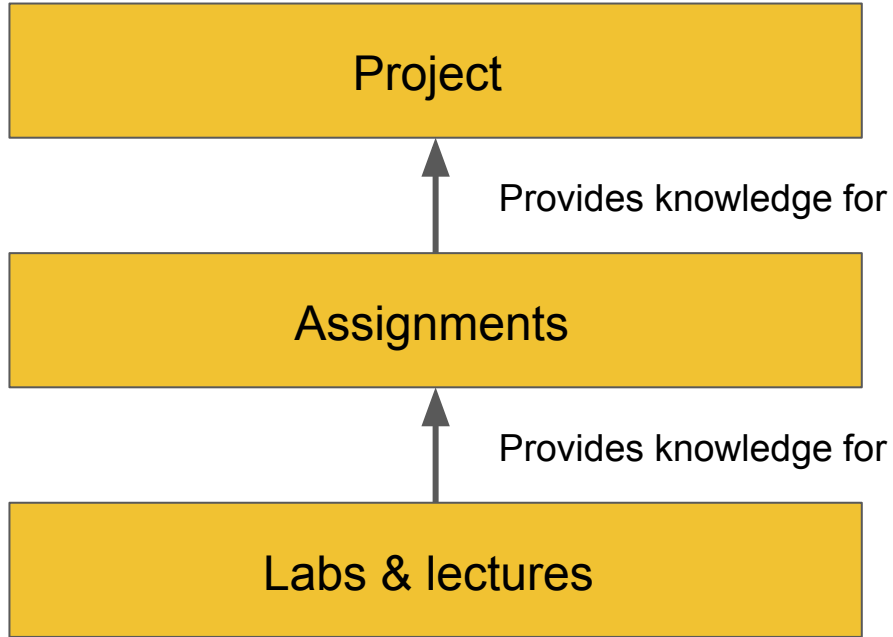 Project
Provides knowledge for
Assignments
Provides knowledge for
Labs & lectures